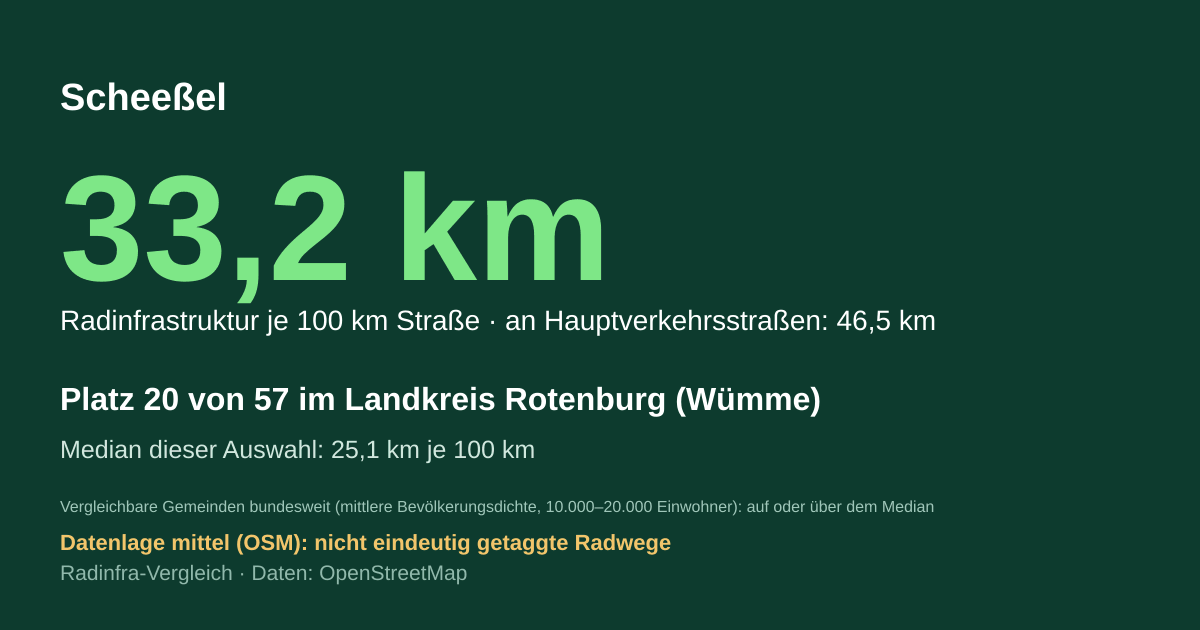 Scheeßel
33,2 km
Radinfrastruktur je 100 km Straße · an Hauptverkehrsstraßen: 46,5 km
Platz 20 von 57 im Landkreis Rotenburg (Wümme)
Median dieser Auswahl: 25,1 km je 100 km
Vergleichbare Gemeinden bundesweit (mittlere Bevölkerungsdichte, 10.000–20.000 Einwohner): auf oder über dem Median
Datenlage mittel (OSM): nicht eindeutig getaggte Radwege
Radinfra-Vergleich · Daten: OpenStreetMap